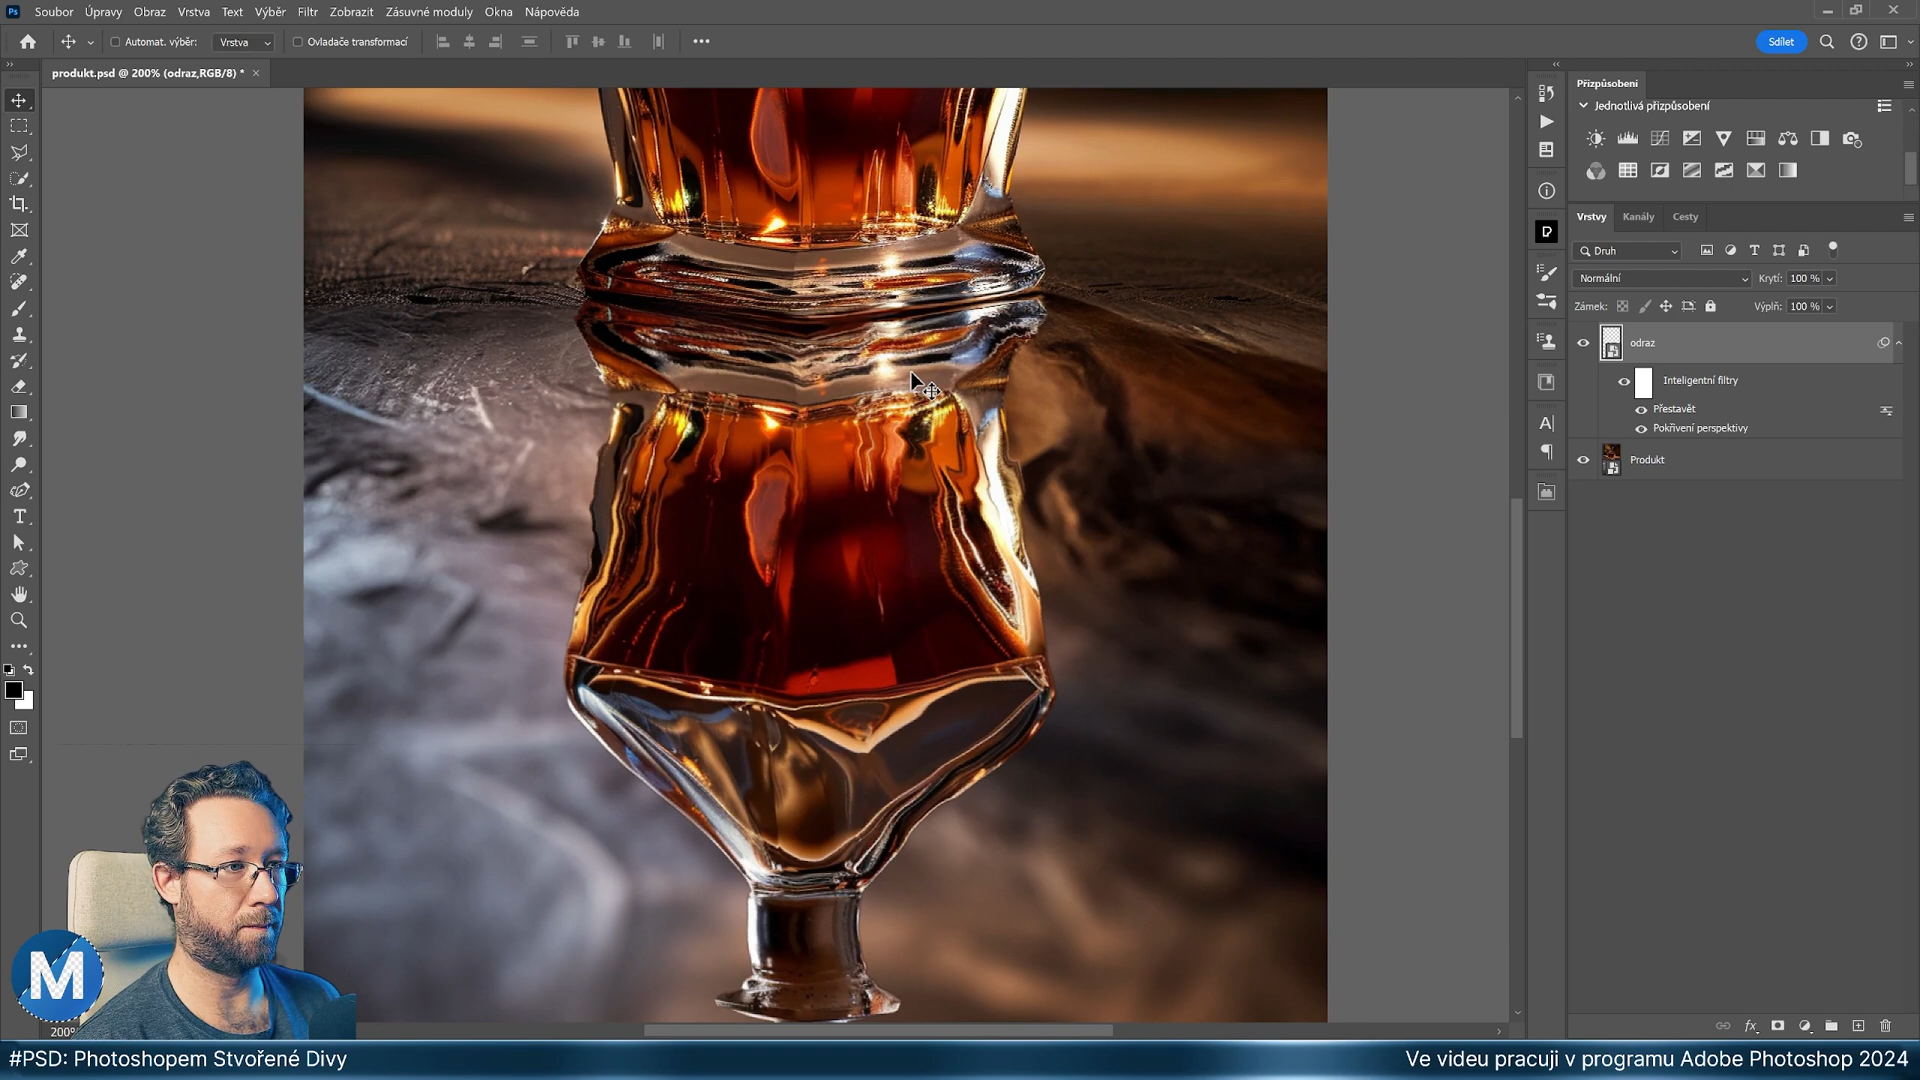 Ps Soubor Úpravy Obraz Vrstva Text Výběr Filtr Zobrazit Zásuvné moduly Okna Nápověda
Automat. výběr: Vrstva Ovladače transformací Sdílet
produkt.psd @ 200% (odraz,RGB/8) *
Přizpůsobení
Jednotlivá přizpůsobení
Vrstvy Kanály Cesty
Druh
Normální Krytí: 100 %
Zámek: Výplň: 100 %
odraz
Inteligentní filtry
Přestavět
Pokřivení perspektivy
Produkt
M
200%
fx
#PSD: Photoshopem Stvořené Divy
Ve videu pracuji v programu Adobe Photoshop 2024